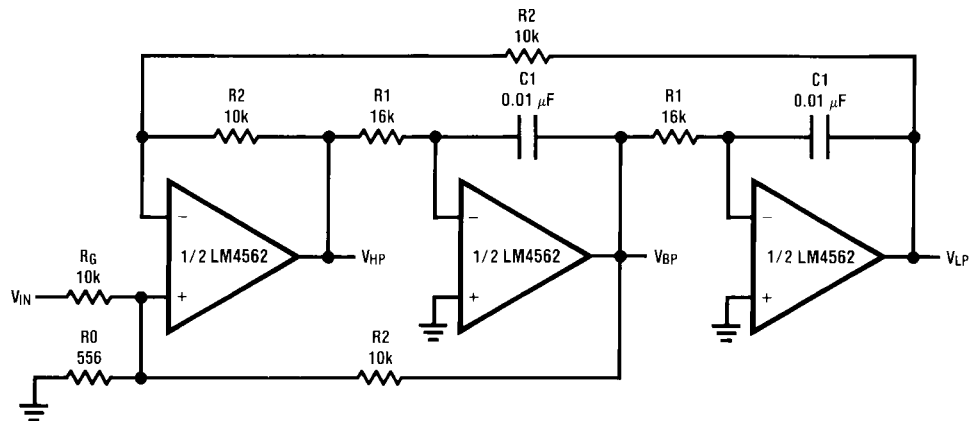 R2
10k
C1
0.01 μF
C1
0.01 μF
R2
10k
R1
16k
R1
16k
−
1/2 LM4562
+
VHP
−
1/2 LM4562
+
VBP
−
1/2 LM4562
+
VLP
RG
10k
VIN
R0
556
R2
10k